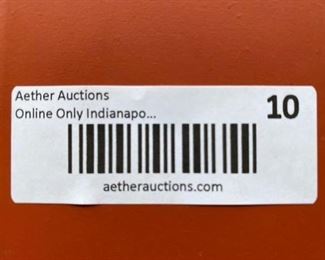 Aether Auctions
Online Only Indianapo...
10
aetherauctions.com